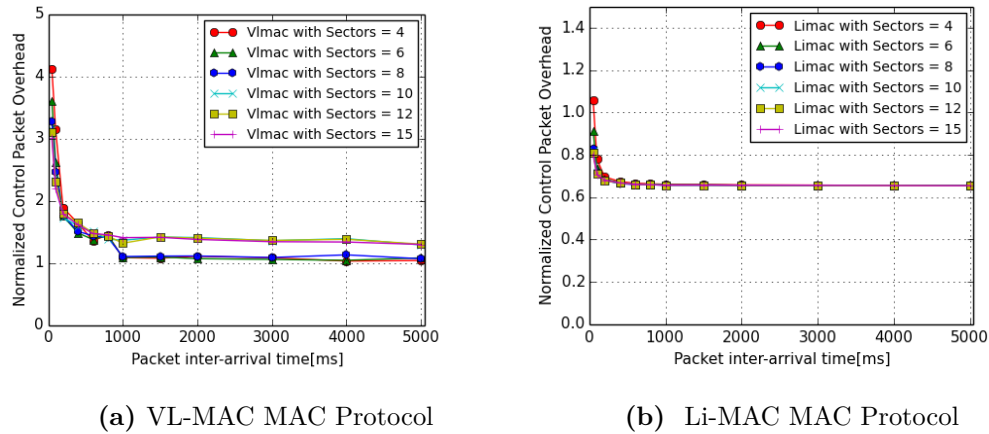 Normalized Control Packet Overhead
5
4
3
2
1
0
0 1000 2000 3000 4000 5000
Packet inter-arrival time[ms]
Vlmac with Sectors = 4
Vlmac with Sectors = 6
Vlmac with Sectors = 8
Vlmac with Sectors = 10
Vlmac with Sectors = 12
Vlmac with Sectors = 15
(a) VL-MAC MAC Protocol
Normalized Control Packet Overhead
1.4
1.2
1.0
0.8
0.6
0.4
0.2
0.0
0 1000 2000 3000 4000 5000
Packet inter-arrival time[ms]
Limac with Sectors = 4
Limac with Sectors = 6
Limac with Sectors = 8
Limac with Sectors = 10
Limac with Sectors = 12
Limac with Sectors = 15
(b) Li-MAC MAC Protocol